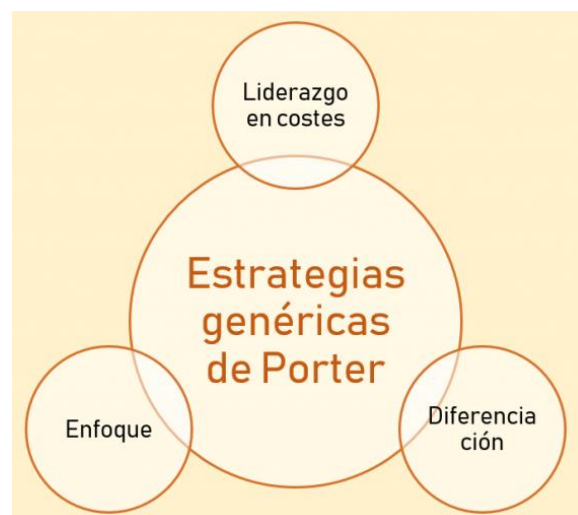 Liderazgo
en costes
Estrategias
genéricas
de Porter
Enfoque
Diferencia
ción